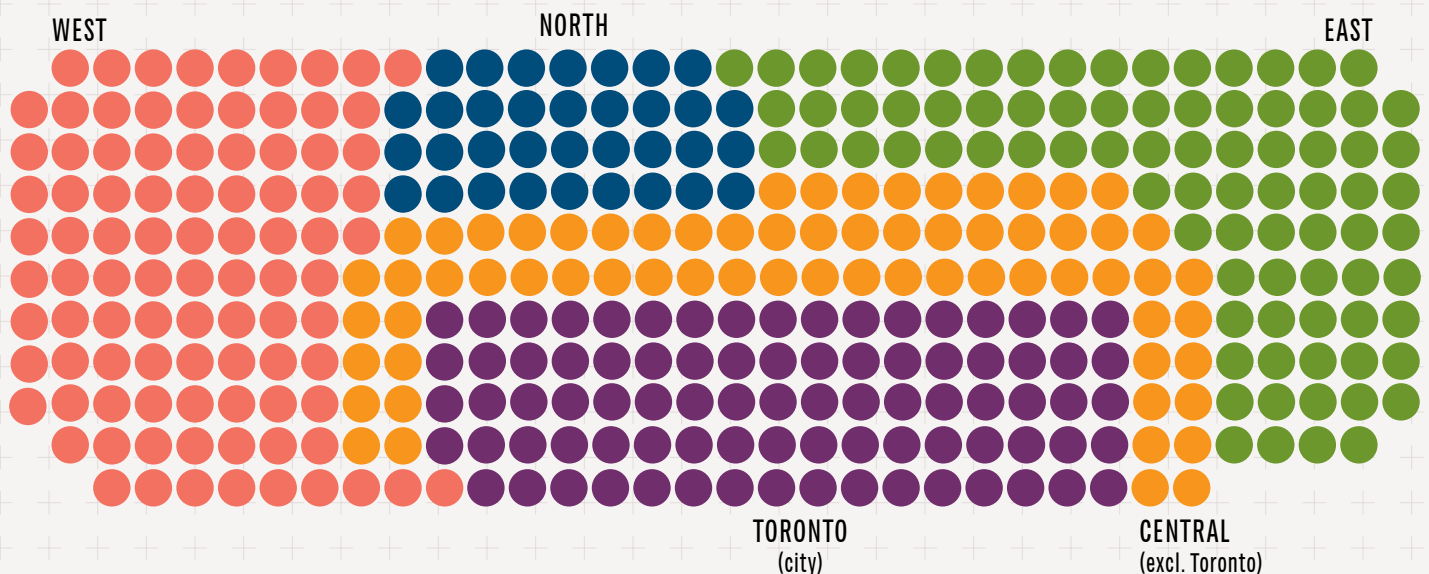 WEST
NORTH
EAST
TORONTO
(city)
CENTRAL
(excl. Toronto)